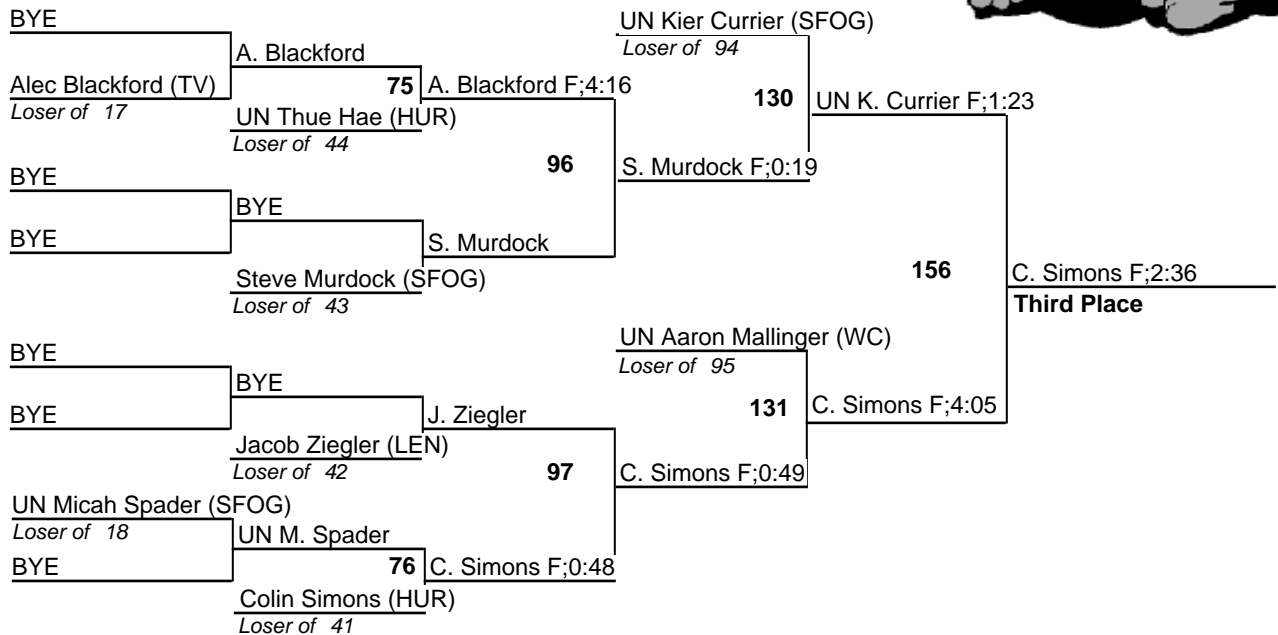 BYE
UN Kier Currier (SFOG)
Loser of 94
A. Blackford
Alec Blackford (TV)
Loser of 17
75
A. Blackford F;4:16
130
UN K. Currier F;1:23
UN Thue Hae (HUR)
Loser of 44
96
S. Murdock F;0:19
BYE
BYE
BYE
S. Murdock
Steve Murdock (SFOG)
Loser of 43
156
C. Simons F;2:36
Third Place
UN Aaron Mallinger (WC)
Loser of 95
BYE
BYE
BYE
J. Ziegler
131
C. Simons F;4:05
Jacob Ziegler (LEN)
Loser of 42
97
C. Simons F;0:49
UN Micah Spader (SFOG)
Loser of 18
UN M. Spader
BYE
76
C. Simons F;0:48
Colin Simons (HUR)
Loser of 41